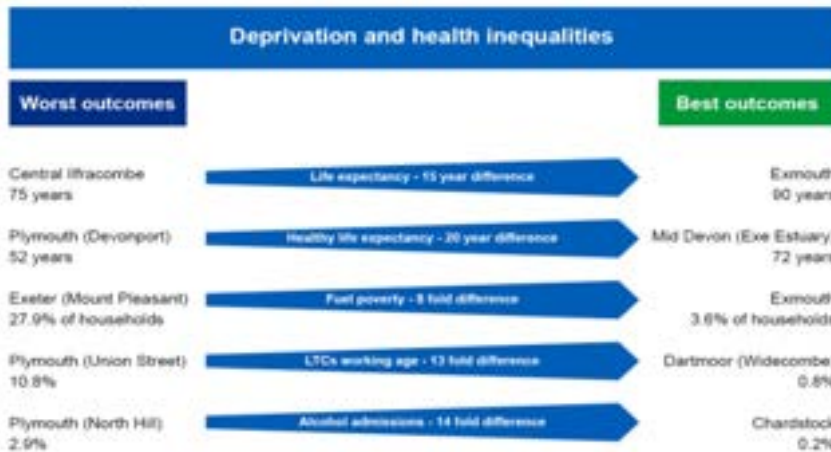 Deprivation and health inequalities
Worst outcomes
Best outcomes
Central Ilfracombe
75 years
Life expectancy - 15 year difference
Exmouth
90 years
Plymouth (Devonport)
52 years
Healthy life expectancy - 20 year difference
Mid Devon (Exe Estuary
72 years
Exeter (Mount Pleasant)
27.9% of households
Fuel poverty - 8 fold difference
Exmouth
3.6% of households
Plymouth (Union Street)
10.8%
LTCs working age - 13 fold difference
Dartmoor (Widecombe
0.8%
Plymouth (North Hill)
2.9%
Alcohol admissions - 14 fold difference
Chardstock
0.2%